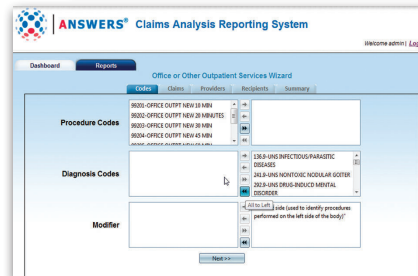 ANSWERS® Claims Analysis Reporting System
Welcome admin |
Dashboard Reports
Office or Other Outpatient Services Wizard
Codes Claims Providers Recipients Summary
Procedure Codes
99201-OFFICE OUTPT NEW 10 MIN
99202-OFFICE OUTPT NEW 20 MINUTES
99203-OFFICE OUTPT NEW 30 MIN
99204-OFFICE OUTPT NEW 45 MIN
Diagnosis Codes
136.9-UNS INFECTIOUS/PARASITIC
DISEASES
241.9-UNS NONTOXIC NODULAR GOITER
292.9-UNS DRUG-INDUCD MENTAL
DISORDER
All to Left
Modifier
side (used to identify procedures
performed on the left side of the body)"
Next >>